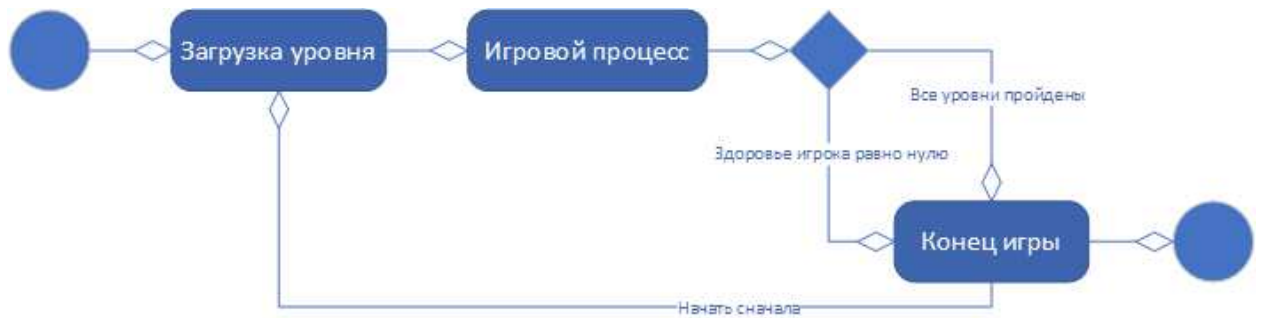 Загрузка уровня
Игровой процесс
Все уровни пройдены
Здоровье игрока равно нулю
Конец игры
Начать сначала